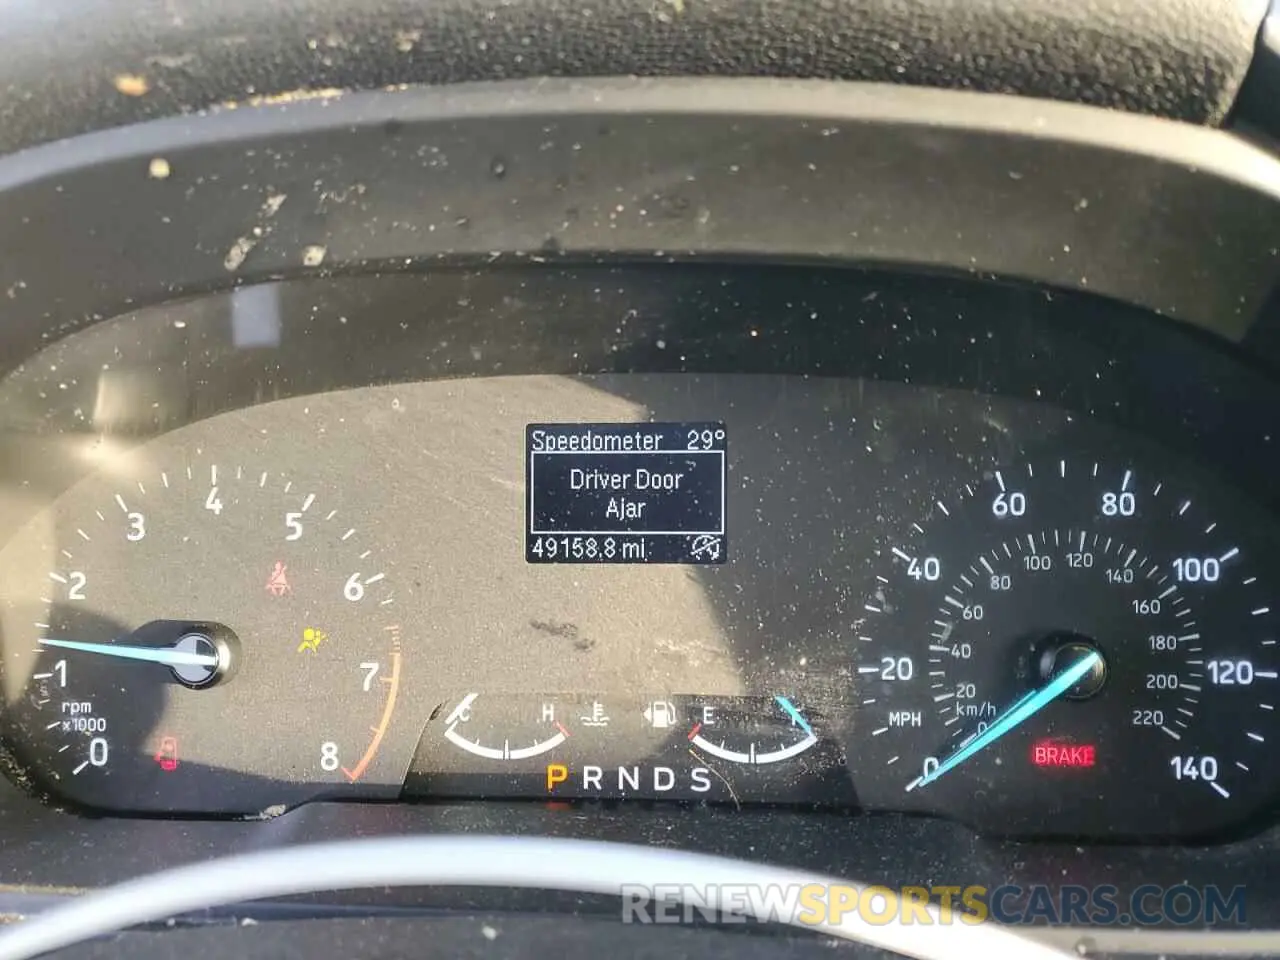 Speedometer 29°
Driver Door
Ajar
49158.8 mi
0 1 2 3 4 5 6 7 8
rpm
x1000
C H
E F
P R N D S
0 20 40 60 80 100 120 140
MPH
0 20 40 60 80 100 120 140 160 180 200 220
km/h
BRAKE
RENEWSPORTSCARS.COM